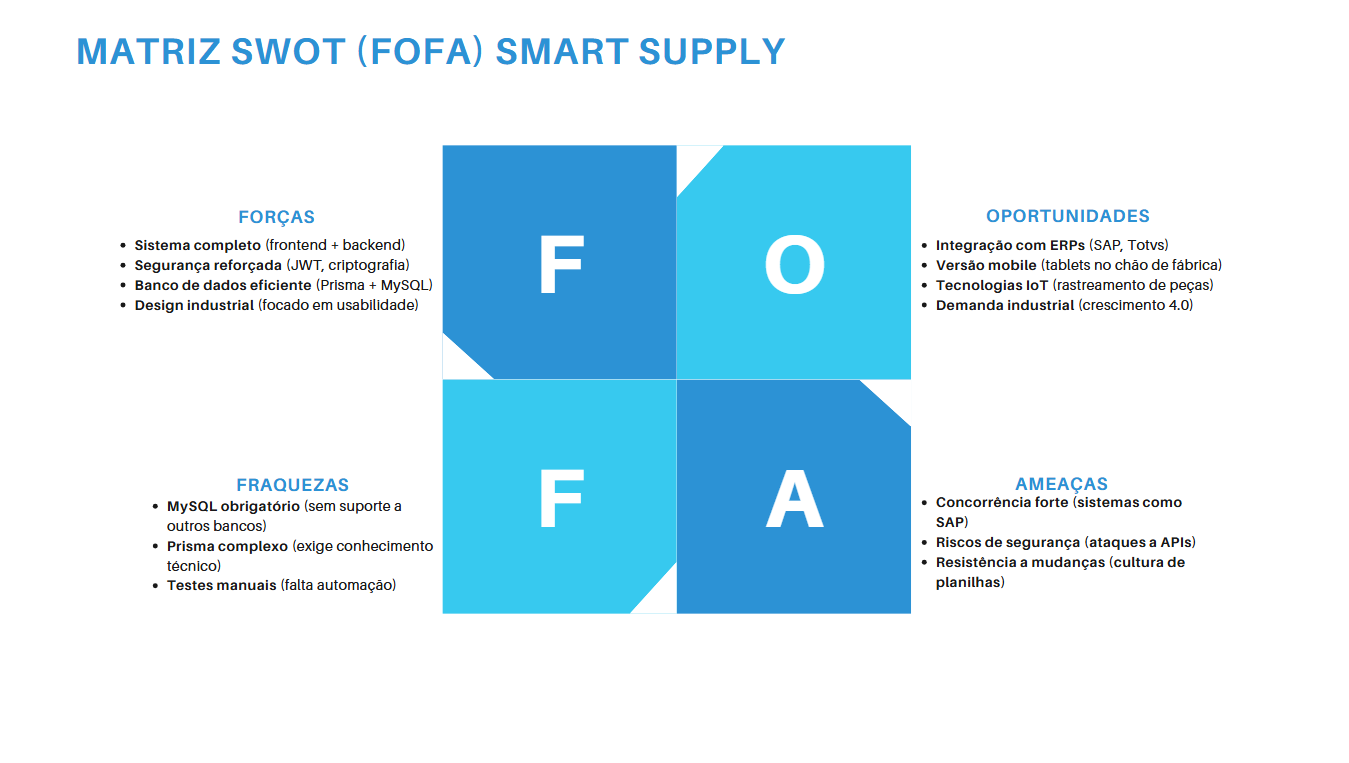 MATRIZ SWOT (FOFA) SMART SUPPLY
FORÇAS
• Sistema completo (frontend + backend)
• Segurança reforçada (JWT, criptografia)
• Banco de dados eficiente (Prisma + MySQL)
• Design industrial (focado em usabilidade)
F
O
OPORTUNIDADES
• Integração com ERPs (SAP, Totvs)
• Versão mobile (tablets no chão de fábrica)
• Tecnologias IoT (rastreamento de peças)
• Demanda industrial (crescimento 4.0)
FRAQUEZAS
• MySQL obrigatório (sem suporte a
outros bancos)
• Prisma complexo (exige conhecimento
técnico)
• Testes manuais (falta automação)
F
A
AMEAÇAS
• Concorrência forte (sistemas como
SAP)
• Riscos de segurança (ataques a APIs)
• Resistência a mudanças (cultura de
planilhas)